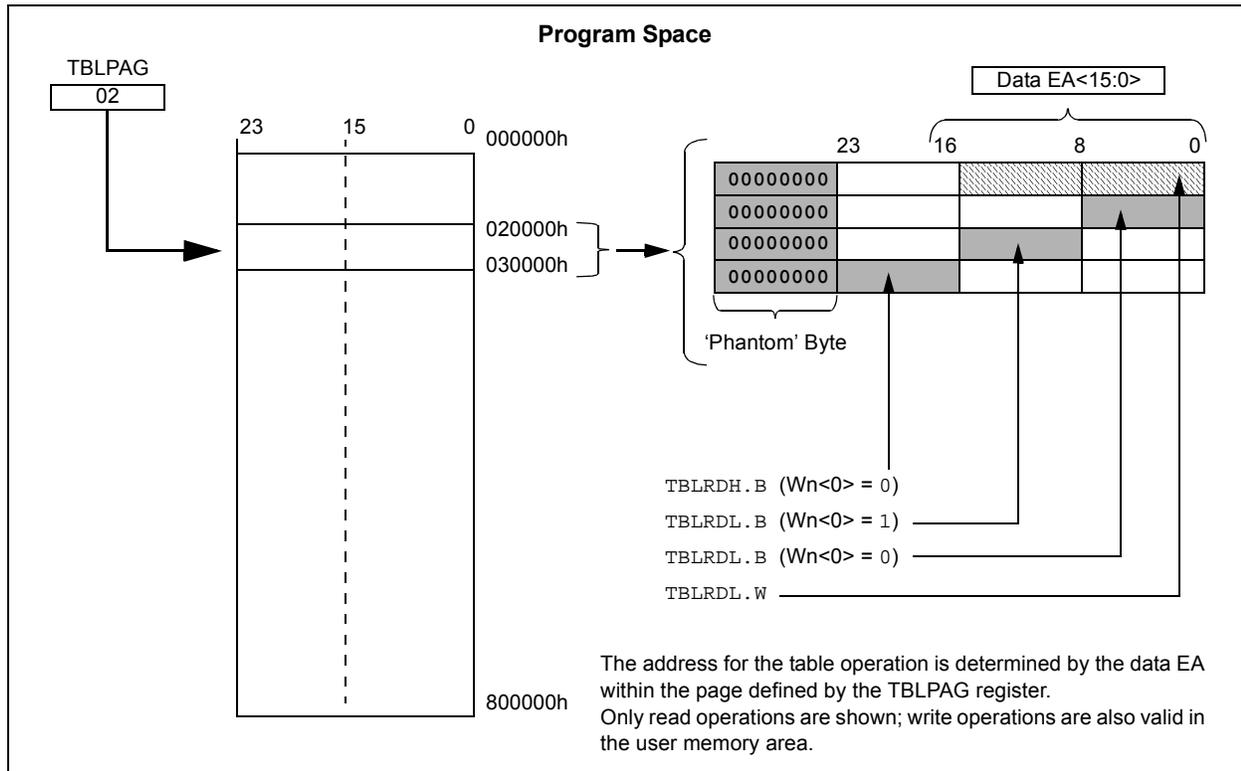 Program Space
TBLPAG
02
Data EA<15:0>
23 15 0
000000h
020000h
030000h
800000h
23 16 8 0
00000000
00000000
00000000
00000000
‘Phantom’ Byte
TBLRDH.B (Wn<0> = 0)
TBLRDL.B (Wn<0> = 1)
TBLRDL.B (Wn<0> = 0)
TBLRDL.W
The address for the table operation is determined by the data EA
within the page defined by the TBLPAG register.
Only read operations are shown; write operations are also valid in
the user memory area.